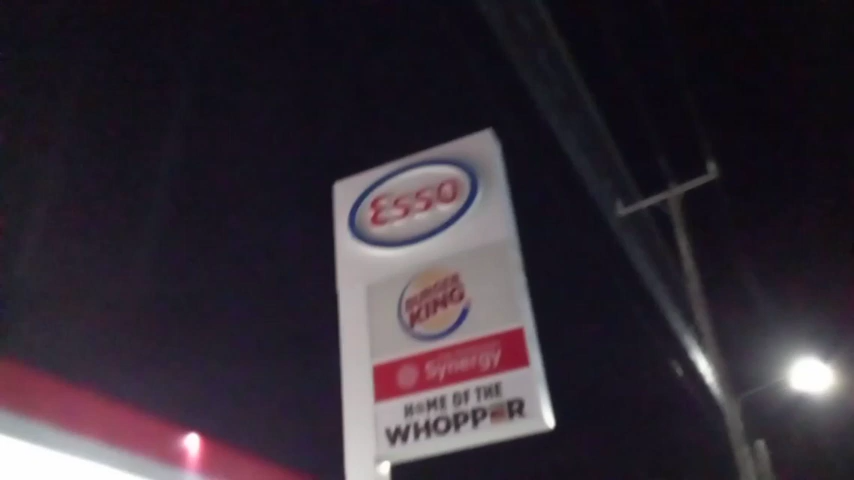 Esso
BURGER
KING
Synergy
HOME OF THE
WHOPPER